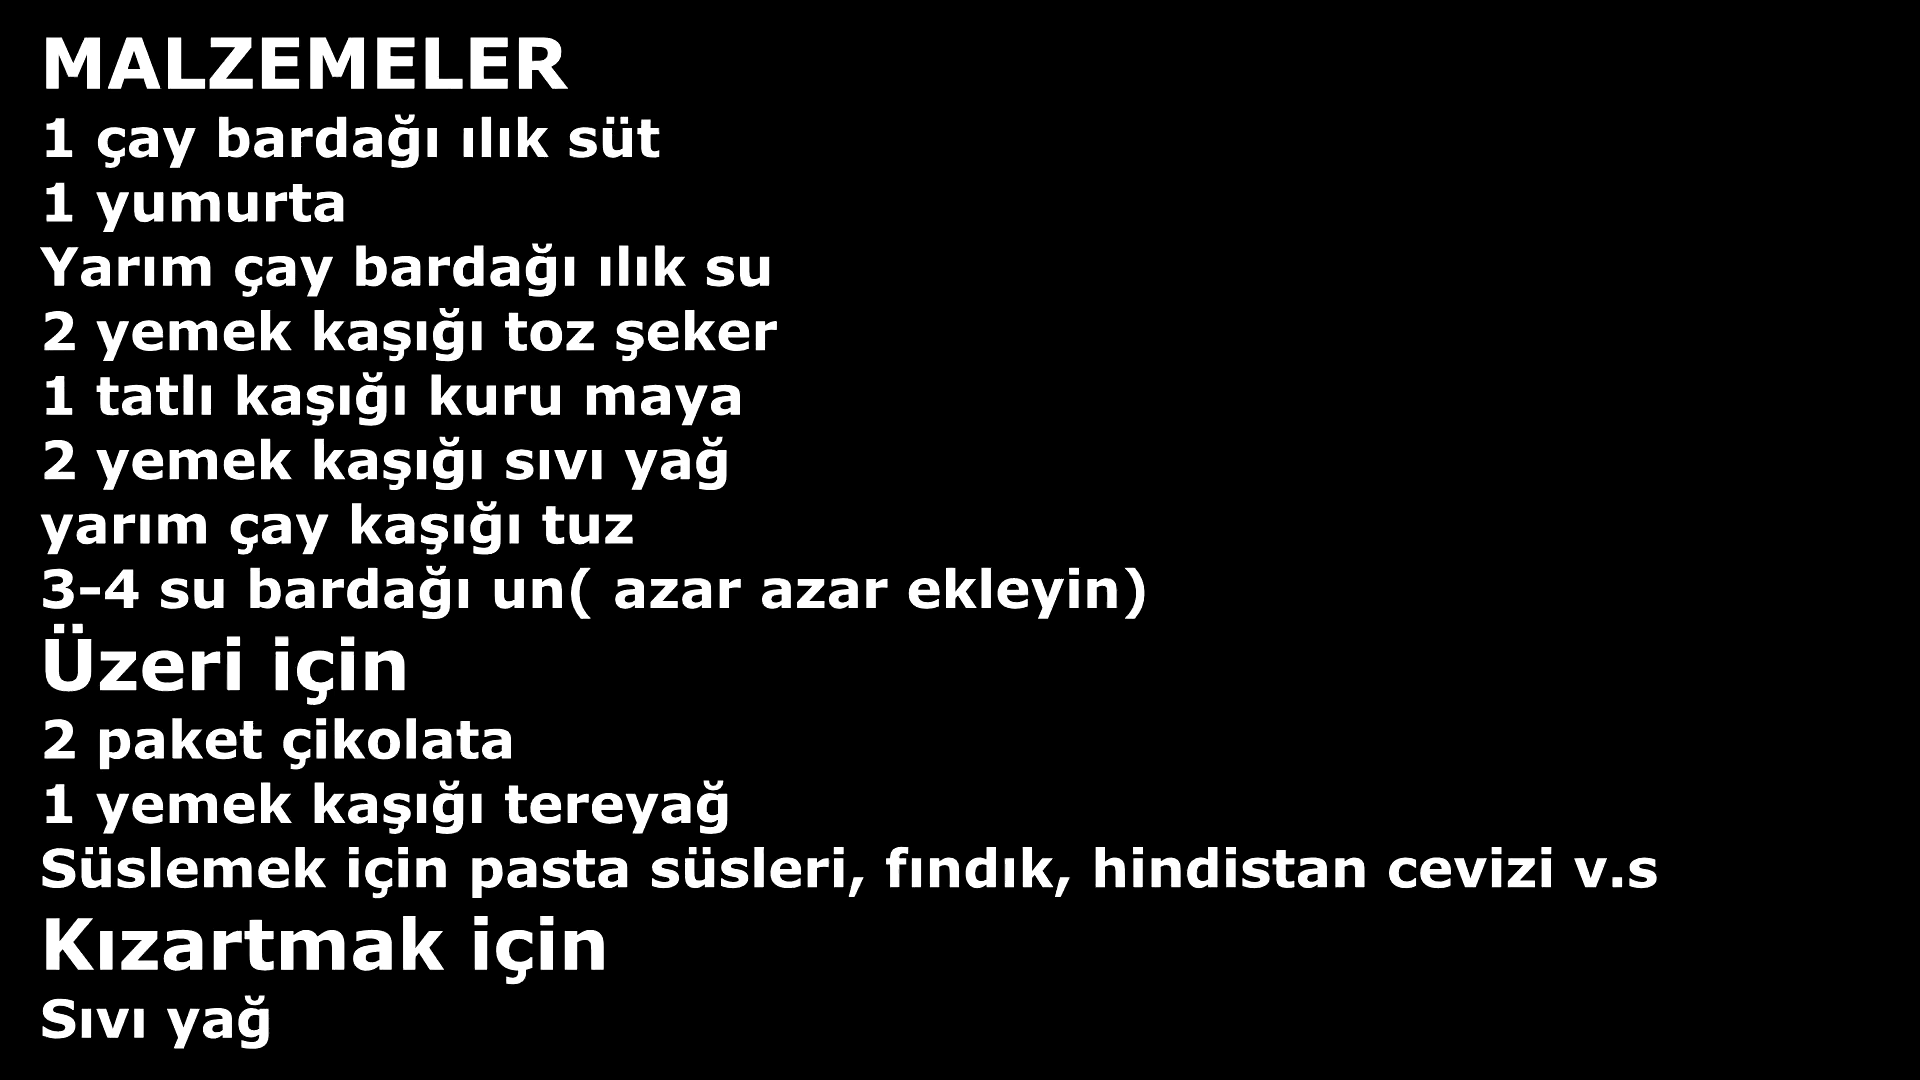 MALZEMELER
1 çay bardağı ılık süt
1 yumurta
Yarım çay bardağı ılık su
2 yemek kaşığı toz şeker
1 tatlı kaşığı kuru maya
2 yemek kaşığı sıvı yağ
yarım çay kaşığı tuz
3-4 su bardağı un( azar azar ekleyin)
Üzeri için
2 paket çikolata
1 yemek kaşığı tereyağ
Süslemek için pasta süsleri, fındık, hindistan cevizi v.s
Kızartmak için
Sıvı yağ